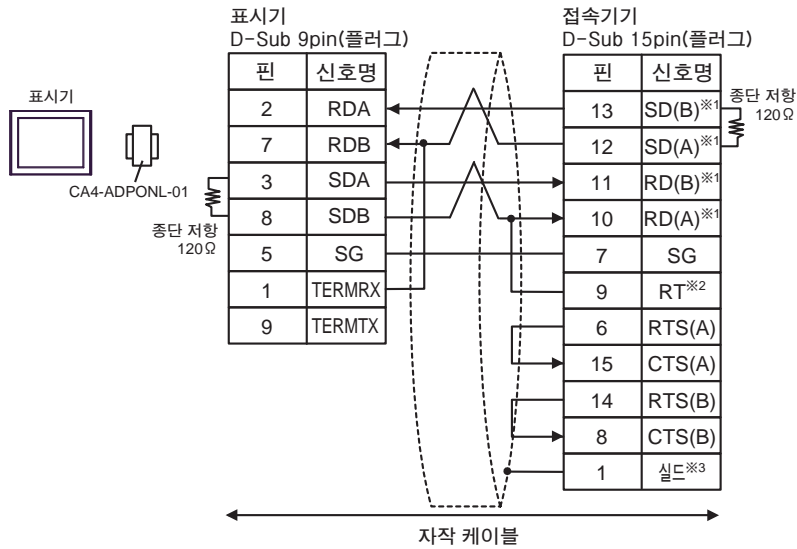 표시기
D-Sub 9pin(플러그)
핀 신호명
2 RDA
7 RDB
3 SDA
8 SDB
5 SG
1 TERMRX
9 TERMTX
접속기기
D-Sub 15pin(플러그)
핀 신호명
13 SD(B)※1
12 SD(A)※1
11 RD(B)※1
10 RD(A)※1
7 SG
9 RT※2
6 RTS(A)
15 CTS(A)
14 RTS(B)
8 CTS(B)
1 실드※3
표시기
CA4-ADPONL-01
종단 저항
120Ω
종단 저항
120Ω
자작 케이블